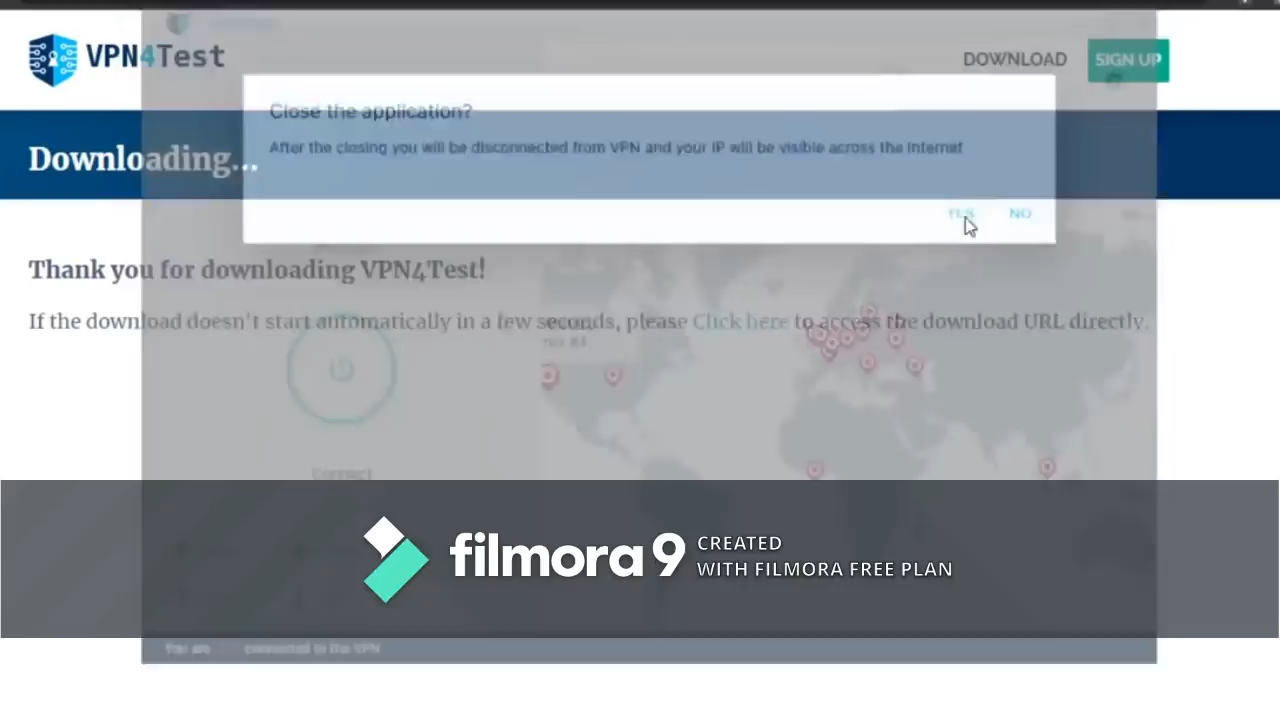 VPN4Test
DOWNLOAD
SIGN UP
Close the application?
After the closing you will be disconnected from VPN and your IP will be visible across the Internet
Downloading...
YES
NO
Thank you for downloading VPN4Test!
If the download doesn't start automatically in a few seconds, please Click here to access the download URL directly.
Connect
filmora 9
CREATED
WITH FILMORA FREE PLAN
You are
connected to the VPN